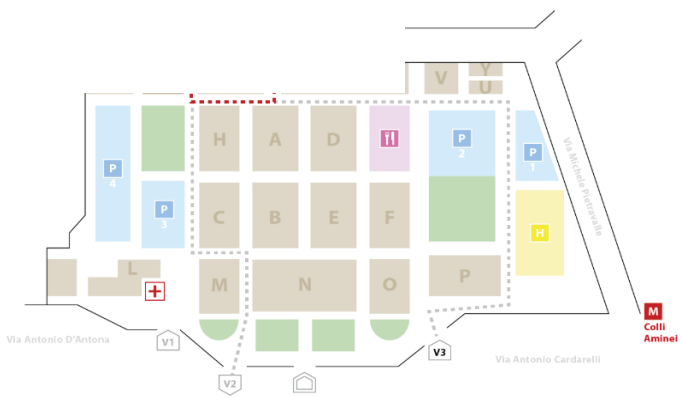 V
Y
U
H
A
D
P
2
P
1
P
4
P
3
C
B
E
F
H
Via Michele Pietravalle
L
M
N
O
P
M
Colli
Aminei
Via Antonio D'Antona
V1
V2
V3
Via Antonio Cardarelli